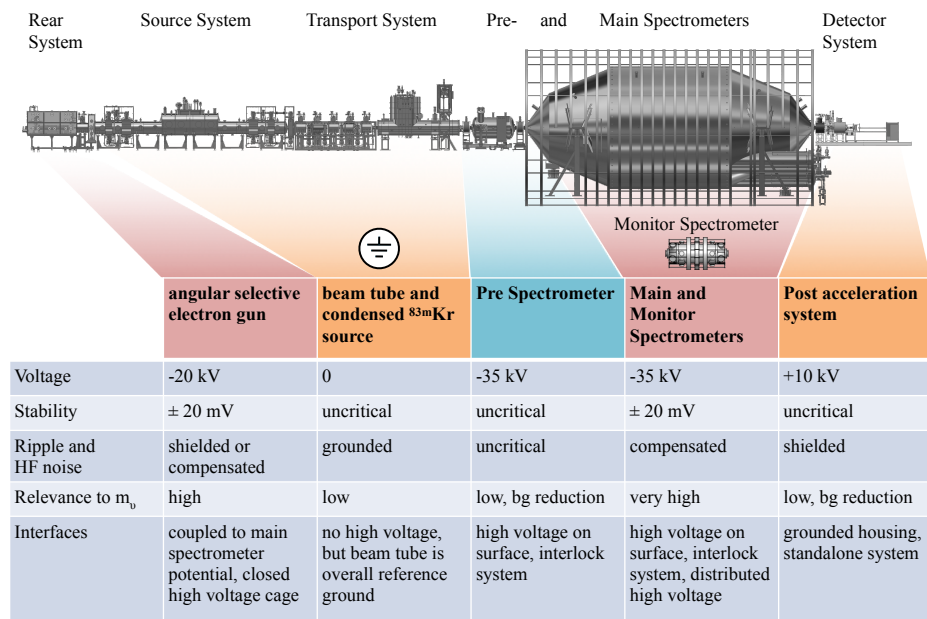 Rear System
Source System
Transport System
Pre- and Main Spectrometers
Detector System
Monitor Spectrometer
angular selective electron gun
beam tube and condensed ⁸³ᵐKr source
Pre Spectrometer
Main and Monitor Spectrometers
Post acceleration system
Voltage
-20 kV
0
-35 kV
-35 kV
+10 kV
Stability
± 20 mV
uncritical
uncritical
± 20 mV
uncritical
Ripple and HF noise
shielded or compensated
grounded
uncritical
compensated
shielded
Relevance to mᵤ
high
low
low, bg reduction
very high
low, bg reduction
Interfaces
coupled to main spectrometer potential, closed high voltage cage
no high voltage, but beam tube is overall reference ground
high voltage on surface, interlock system
high voltage on surface, interlock system, distributed high voltage
grounded housing, standalone system